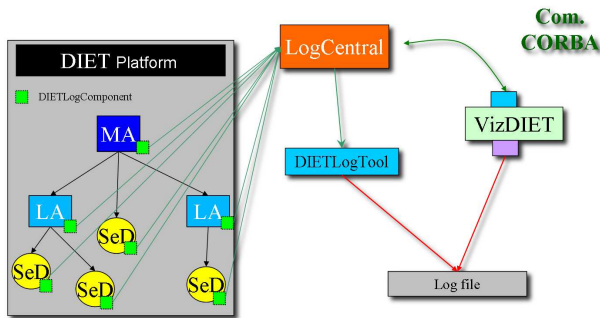 Com.
CORBA
LogCentral
DIET Platform
DIETLogComponent
VizDIET
MA
DIETLogTool
LA
LA
SeD
SeD
SeD
SeD
Log file